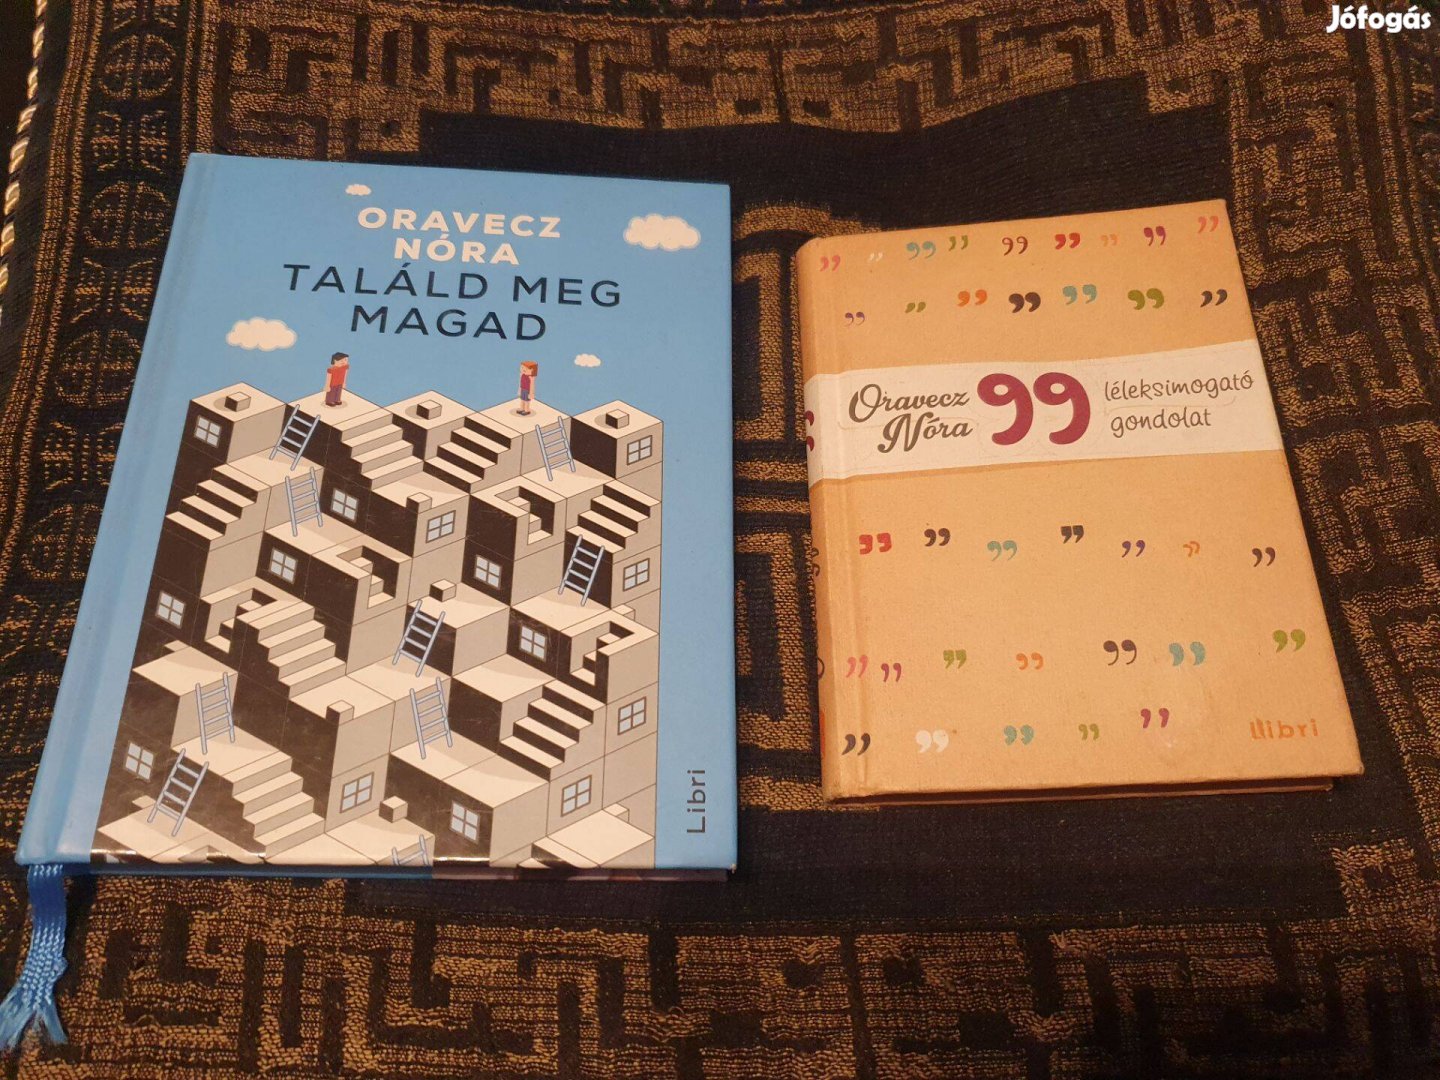 Jófogás
ORAVECZ
NÓRA
TALÁLD MEG
MAGAD
Libri
Oravecz
Nóra
99
léleksimogató
gondolat
Libri